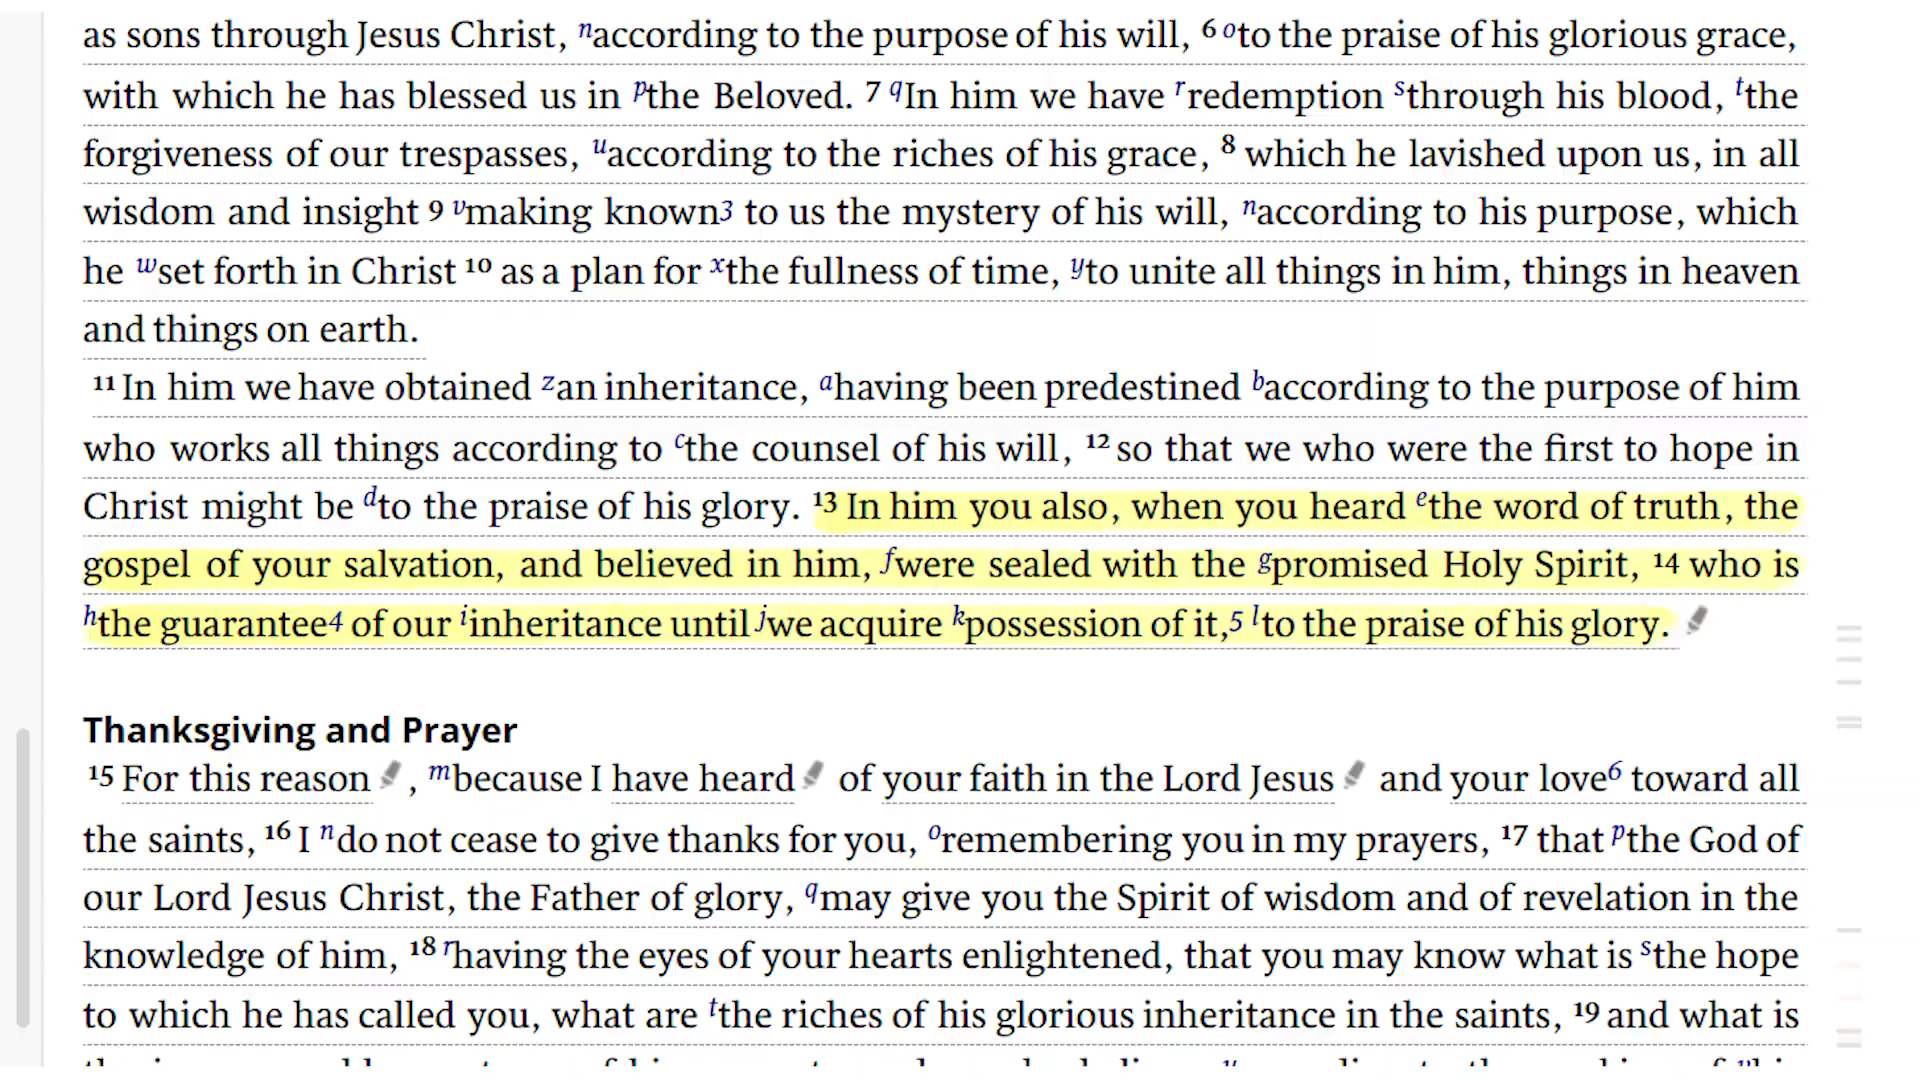 as sons through Jesus Christ, naccording to the purpose of his will, 6 oto the praise of his glorious grace,
with which he has blessed us in pthe Beloved. 7 qIn him we have rredemption sthrough his blood, tthe
forgiveness of our trespasses, uaccording to the riches of his grace, 8 which he lavished upon us, in all
wisdom and insight 9 vmaking known3 to us the mystery of his will, naccording to his purpose, which
he wset forth in Christ 10 as a plan for xthe fullness of time, yto unite all things in him, things in heaven
and things on earth.
11 In him we have obtained zan inheritance, ahaving been predestined baccording to the purpose of him
who works all things according to cthe counsel of his will, 12 so that we who were the first to hope in
Christ might be dto the praise of his glory. 13 In him you also, when you heard ethe word of truth, the
gospel of your salvation, and believed in him, fwere sealed with the gpromised Holy Spirit, 14 who is
hthe guarantee4 of our iinheritance until jwe acquire kpossession of it,5 lto the praise of his glory.
Thanksgiving and Prayer
15 For this reason , mbecause I have heard of your faith in the Lord Jesus and your love6 toward all
the saints, 16 I ndo not cease to give thanks for you, oremembering you in my prayers, 17 that pthe God of
our Lord Jesus Christ, the Father of glory, qmay give you the Spirit of wisdom and of revelation in the
knowledge of him, 18 rhaving the eyes of your hearts enlightened, that you may know what is sthe hope
to which he has called you, what are tthe riches of his glorious inheritance in the saints, 19 and what is